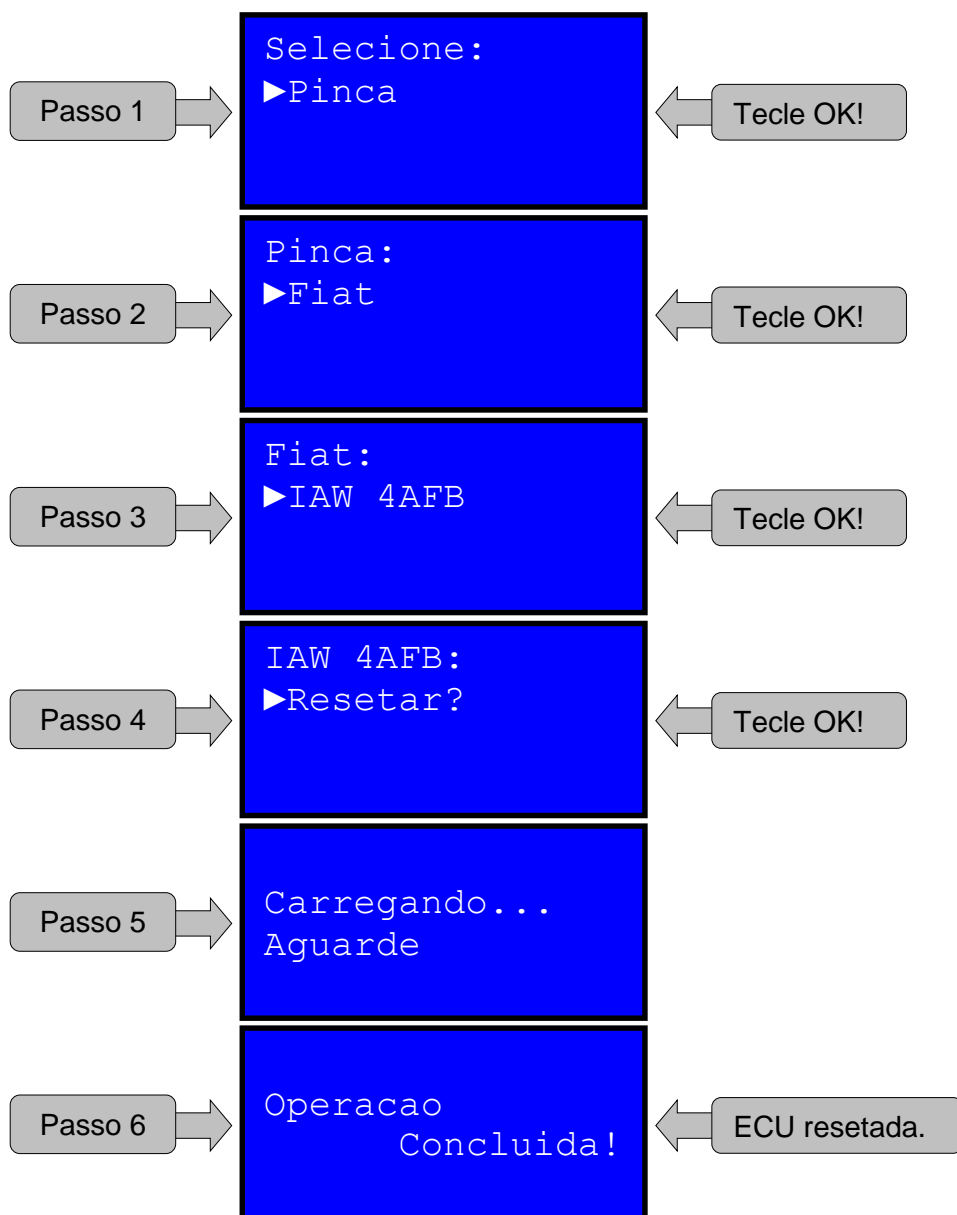 Passo 1
Selecione:
►Pinca
Tecle OK!
Passo 2
Pinca:
►Fiat
Tecle OK!
Passo 3
Fiat:
►IAW 4AFB
Tecle OK!
Passo 4
IAW 4AFB:
►Resetar?
Tecle OK!
Passo 5
Carregando...
Aguarde
Passo 6
Operacao
Concluida!
ECU resetada.